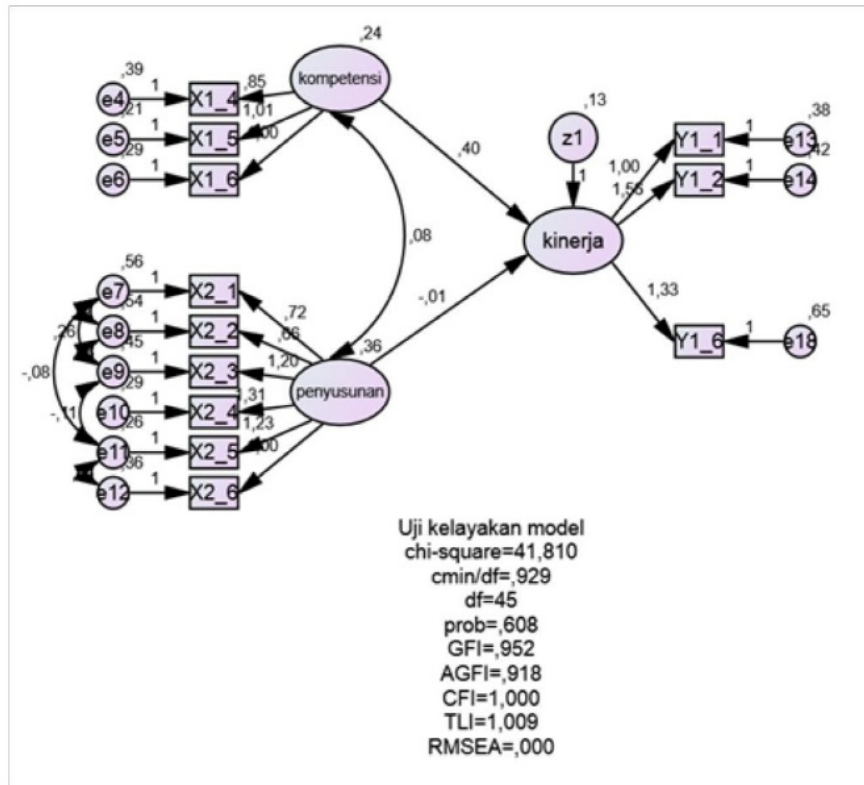 ,24
kompetensi
,39
e4
1
X1_4
,85
,21
e5
1
X1_5
1,01
,29
e6
1
X1_6
,00
,40
,13
z1
1
kinerja
,38
e13
1
Y1_1
1,00
,42
e14
1
Y1_2
,65
e18
1
Y1_6
1,33
,08
-,01
,56
e7
1
X2_1
,72
,54
e8
1
X2_2
,66
,45
e9
1
X2_3
1,20
,29
e10
1
X2_4
1,31
,26
e11
1
X2_5
1,23
,36
e12
1
X2_6
,00
,36
penyusunan
,26
-,08
Uji kelayakan model
chi-square=41,810
cmin/df=,929
df=45
prob=,608
GFI=,952
AGFI=,918
CFI=1,000
TLI=1,009
RMSEA=,000